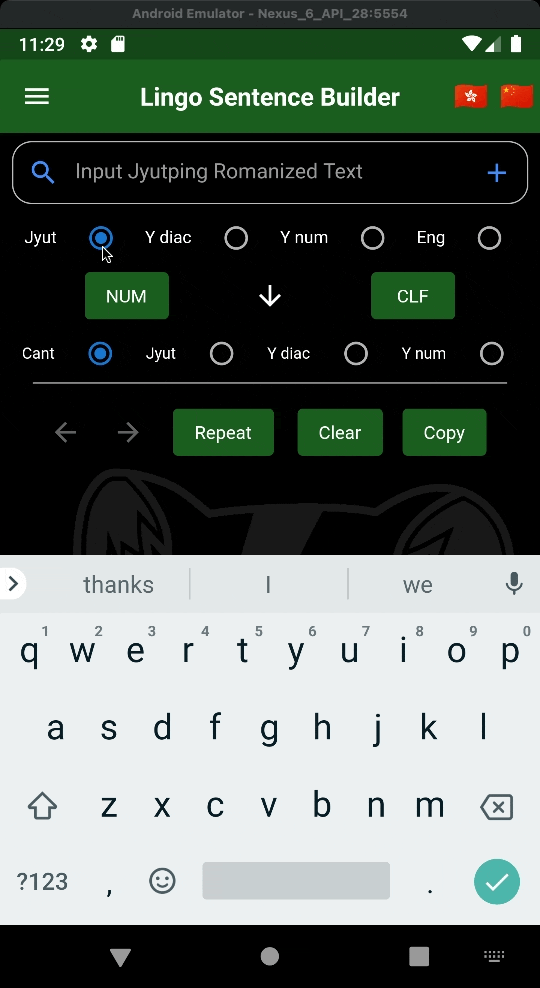 Android Emulator - Nexus_6_API_28:5554
11:29
Lingo Sentence Builder
Input Jyutping Romanized Text
Jyut Y diac Y num Eng
NUM CLF
Cant Jyut Y diac Y num
Repeat Clear Copy
thanks I we
1 2 3 4 5 6 7 8 9 0
q w e r t y u i o p
a s d f g h j k l
z x c v b n m
?123 , .